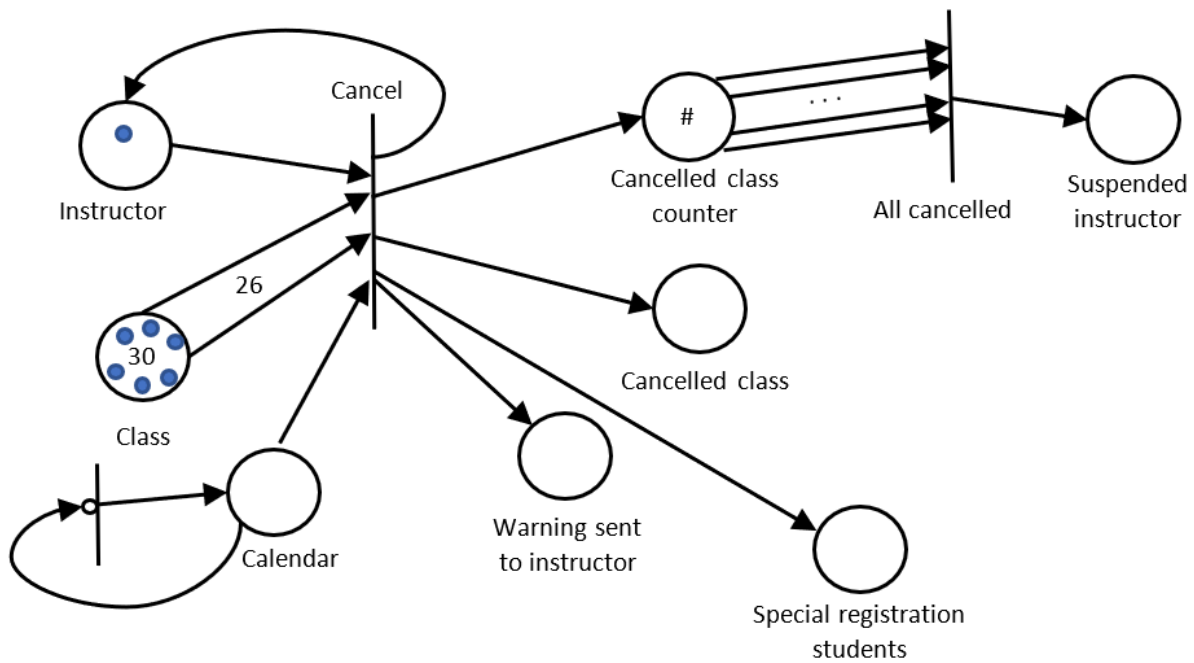 Cancel
Instructor
26
30
Class
Calendar
#
. . .
Cancelled class
counter
All cancelled
Suspended
instructor
Cancelled class
Warning sent
to instructor
Special registration
students